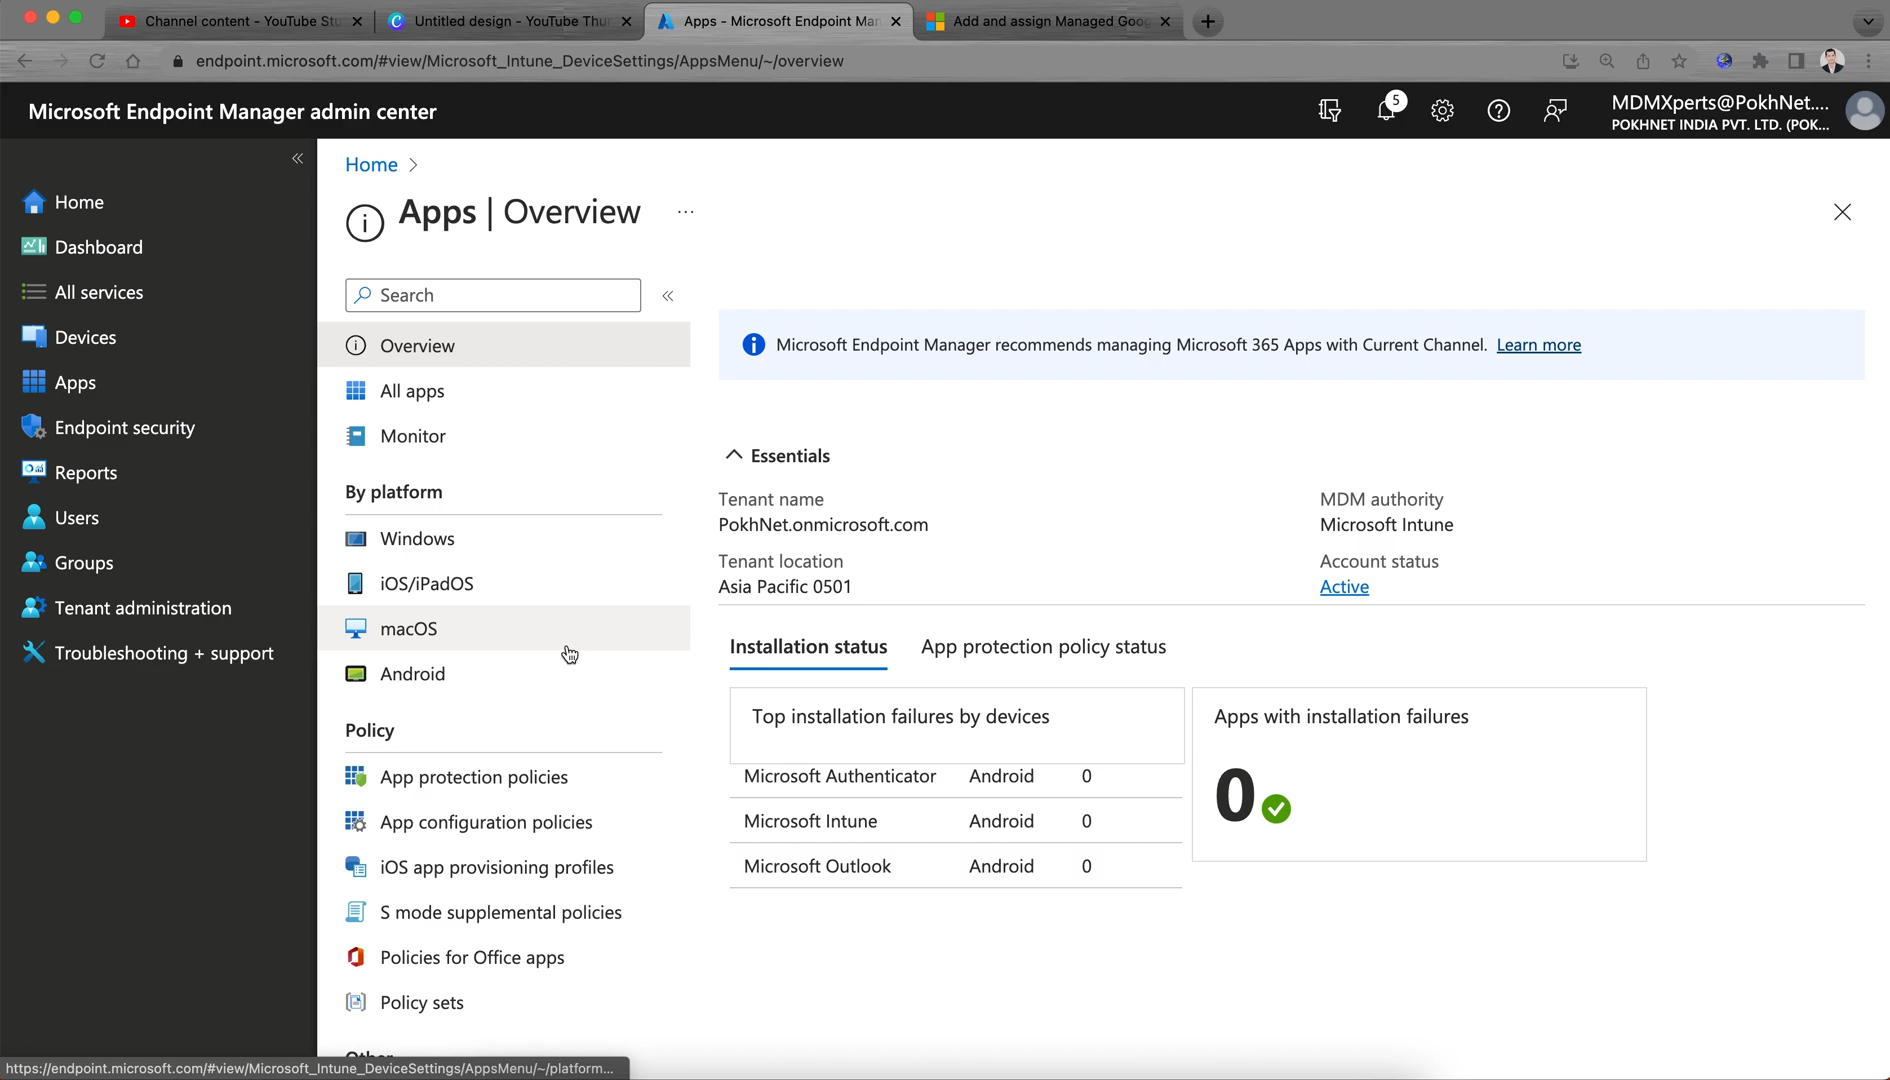 Channel content - YouTube Stu
Untitled design - YouTube Thu
Apps - Microsoft Endpoint Man
Add and assign Managed Goog
endpoint.microsoft.com/#view/Microsoft_Intune_DeviceSettings/AppsMenu/~/overview
Microsoft Endpoint Manager admin center
5
MDMXperts@PokhNet....
POKHNET INDIA PVT. LTD. (POK...
Home
Dashboard
All services
Devices
Apps
Endpoint security
Reports
Users
Groups
Tenant administration
Troubleshooting + support
Home
Apps | Overview
...
Search
Overview
All apps
Monitor
By platform
Windows
iOS/iPadOS
macOS
Android
Policy
App protection policies
App configuration policies
iOS app provisioning profiles
S mode supplemental policies
Policies for Office apps
Policy sets
Other
Microsoft Endpoint Manager recommends managing Microsoft 365 Apps with Current Channel. Learn more
Essentials
Tenant name
PokhNet.onmicrosoft.com
Tenant location
Asia Pacific 0501
MDM authority
Microsoft Intune
Account status
Active
Installation status App protection policy status
Top installation failures by devices
Microsoft Authenticator Android 0
Microsoft Intune Android 0
Microsoft Outlook Android 0
Apps with installation failures
0
https://endpoint.microsoft.com/#view/Microsoft_Intune_DeviceSettings/AppsMenu/~/platform...